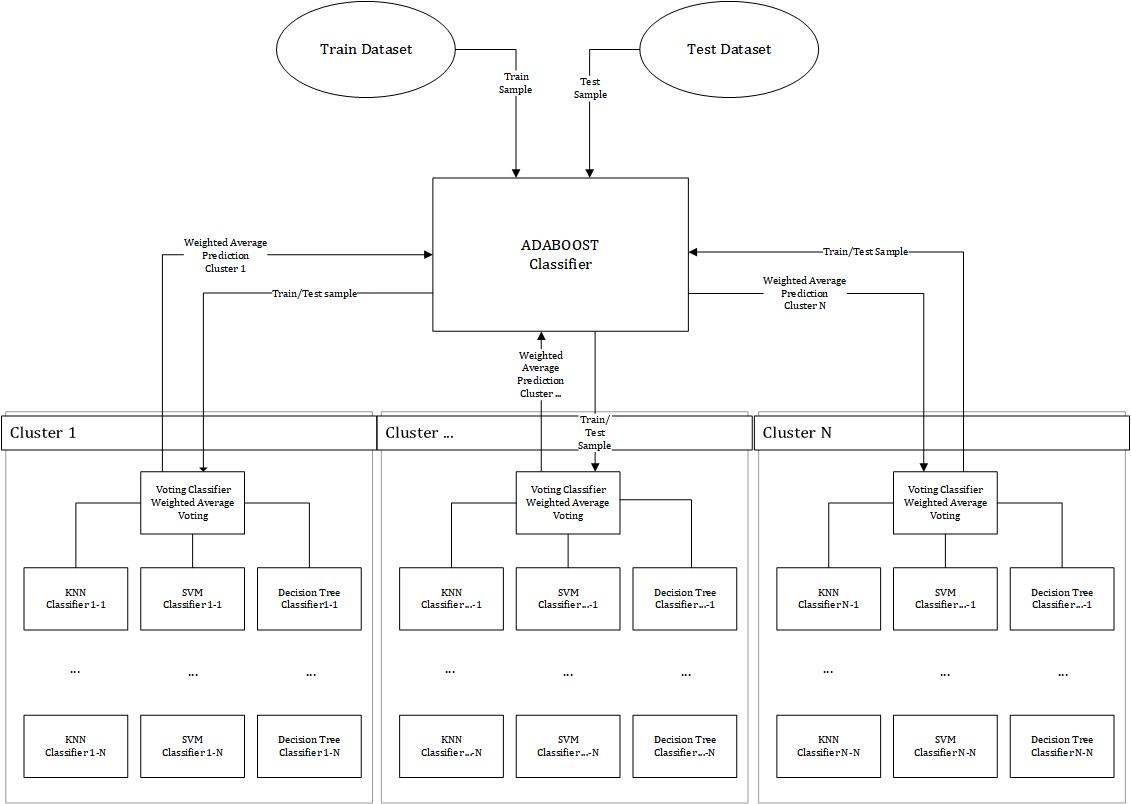 Train Dataset
Test Dataset
Train
Sample
Test
Sample
ADABOOST
Classifier
Weighted Average
Prediction
Cluster 1
Train/Test sample
Train/Test Sample
Weighted Average
Prediction
Cluster N
Weighted
Average
Prediction
Cluster ...
Train/
Test
Sample
Cluster 1
Cluster ...
Cluster N
Voting Classifier
Weighted Average
Voting
Voting Classifier
Weighted Average
Voting
Voting Classifier
Weighted Average
Voting
KNN
Classifier 1-1
SVM
Classifier 1-1
Decision Tree
Classifier1-1
KNN
Classifier ...-1
SVM
Classifier ...-1
Decision Tree
Classifier ...-1
KNN
Classifier N-1
SVM
Classifier ...-1
Decision Tree
Classifier ...-1
...
...
...
...
...
...
...
...
...
KNN
Classifier 1-N
SVM
Classifier 1-N
Decision Tree
Classifier 1-N
KNN
Classifier ...-N
SVM
Classifier ...-N
Decision Tree
Classifier ...-N
KNN
Classifier N-N
SVM
Classifier N-N
Decision Tree
Classifier N-N